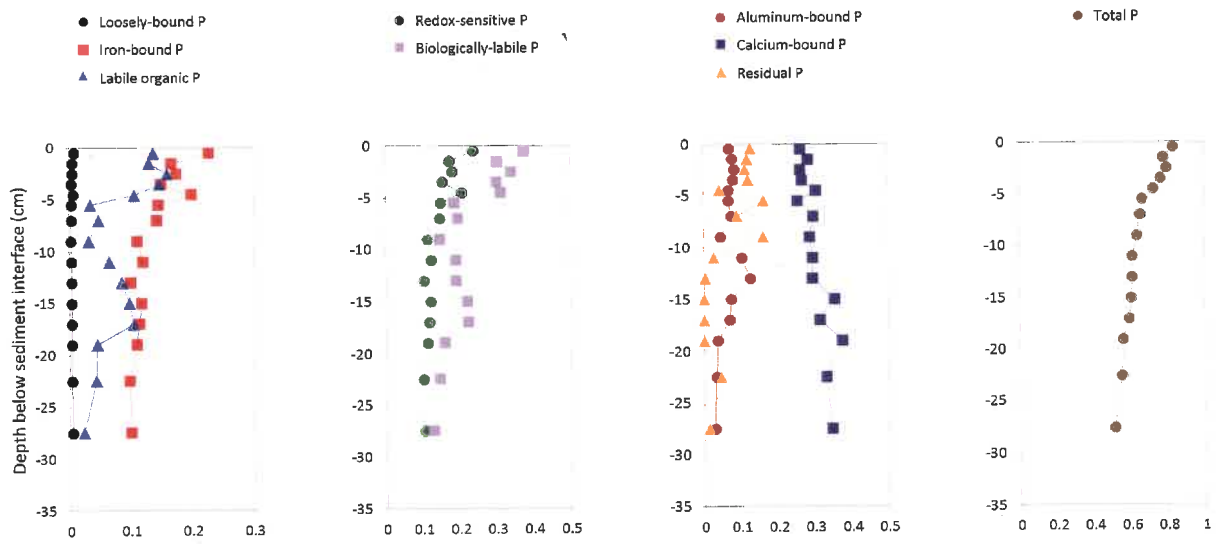 Loosely-bound P
Iron-bound P
Labile organic P
Redox-sensitive P
Biologically-labile P
Aluminum-bound P
Calcium-bound P
Residual P
Total P
Depth below sediment interface (cm)
0
-5
-10
-15
-20
-25
-30
-35
0 0.1 0.2 0.3
0
-5
-10
-15
-20
-25
-30
-35
0 0.1 0.2 0.3 0.4 0.5
0
-5
-10
-15
-20
-25
-30
-35
0 0.1 0.2 0.3 0.4 0.5
0
-5
-10
-15
-20
-25
-30
-35
0 0.2 0.4 0.6 0.8 1